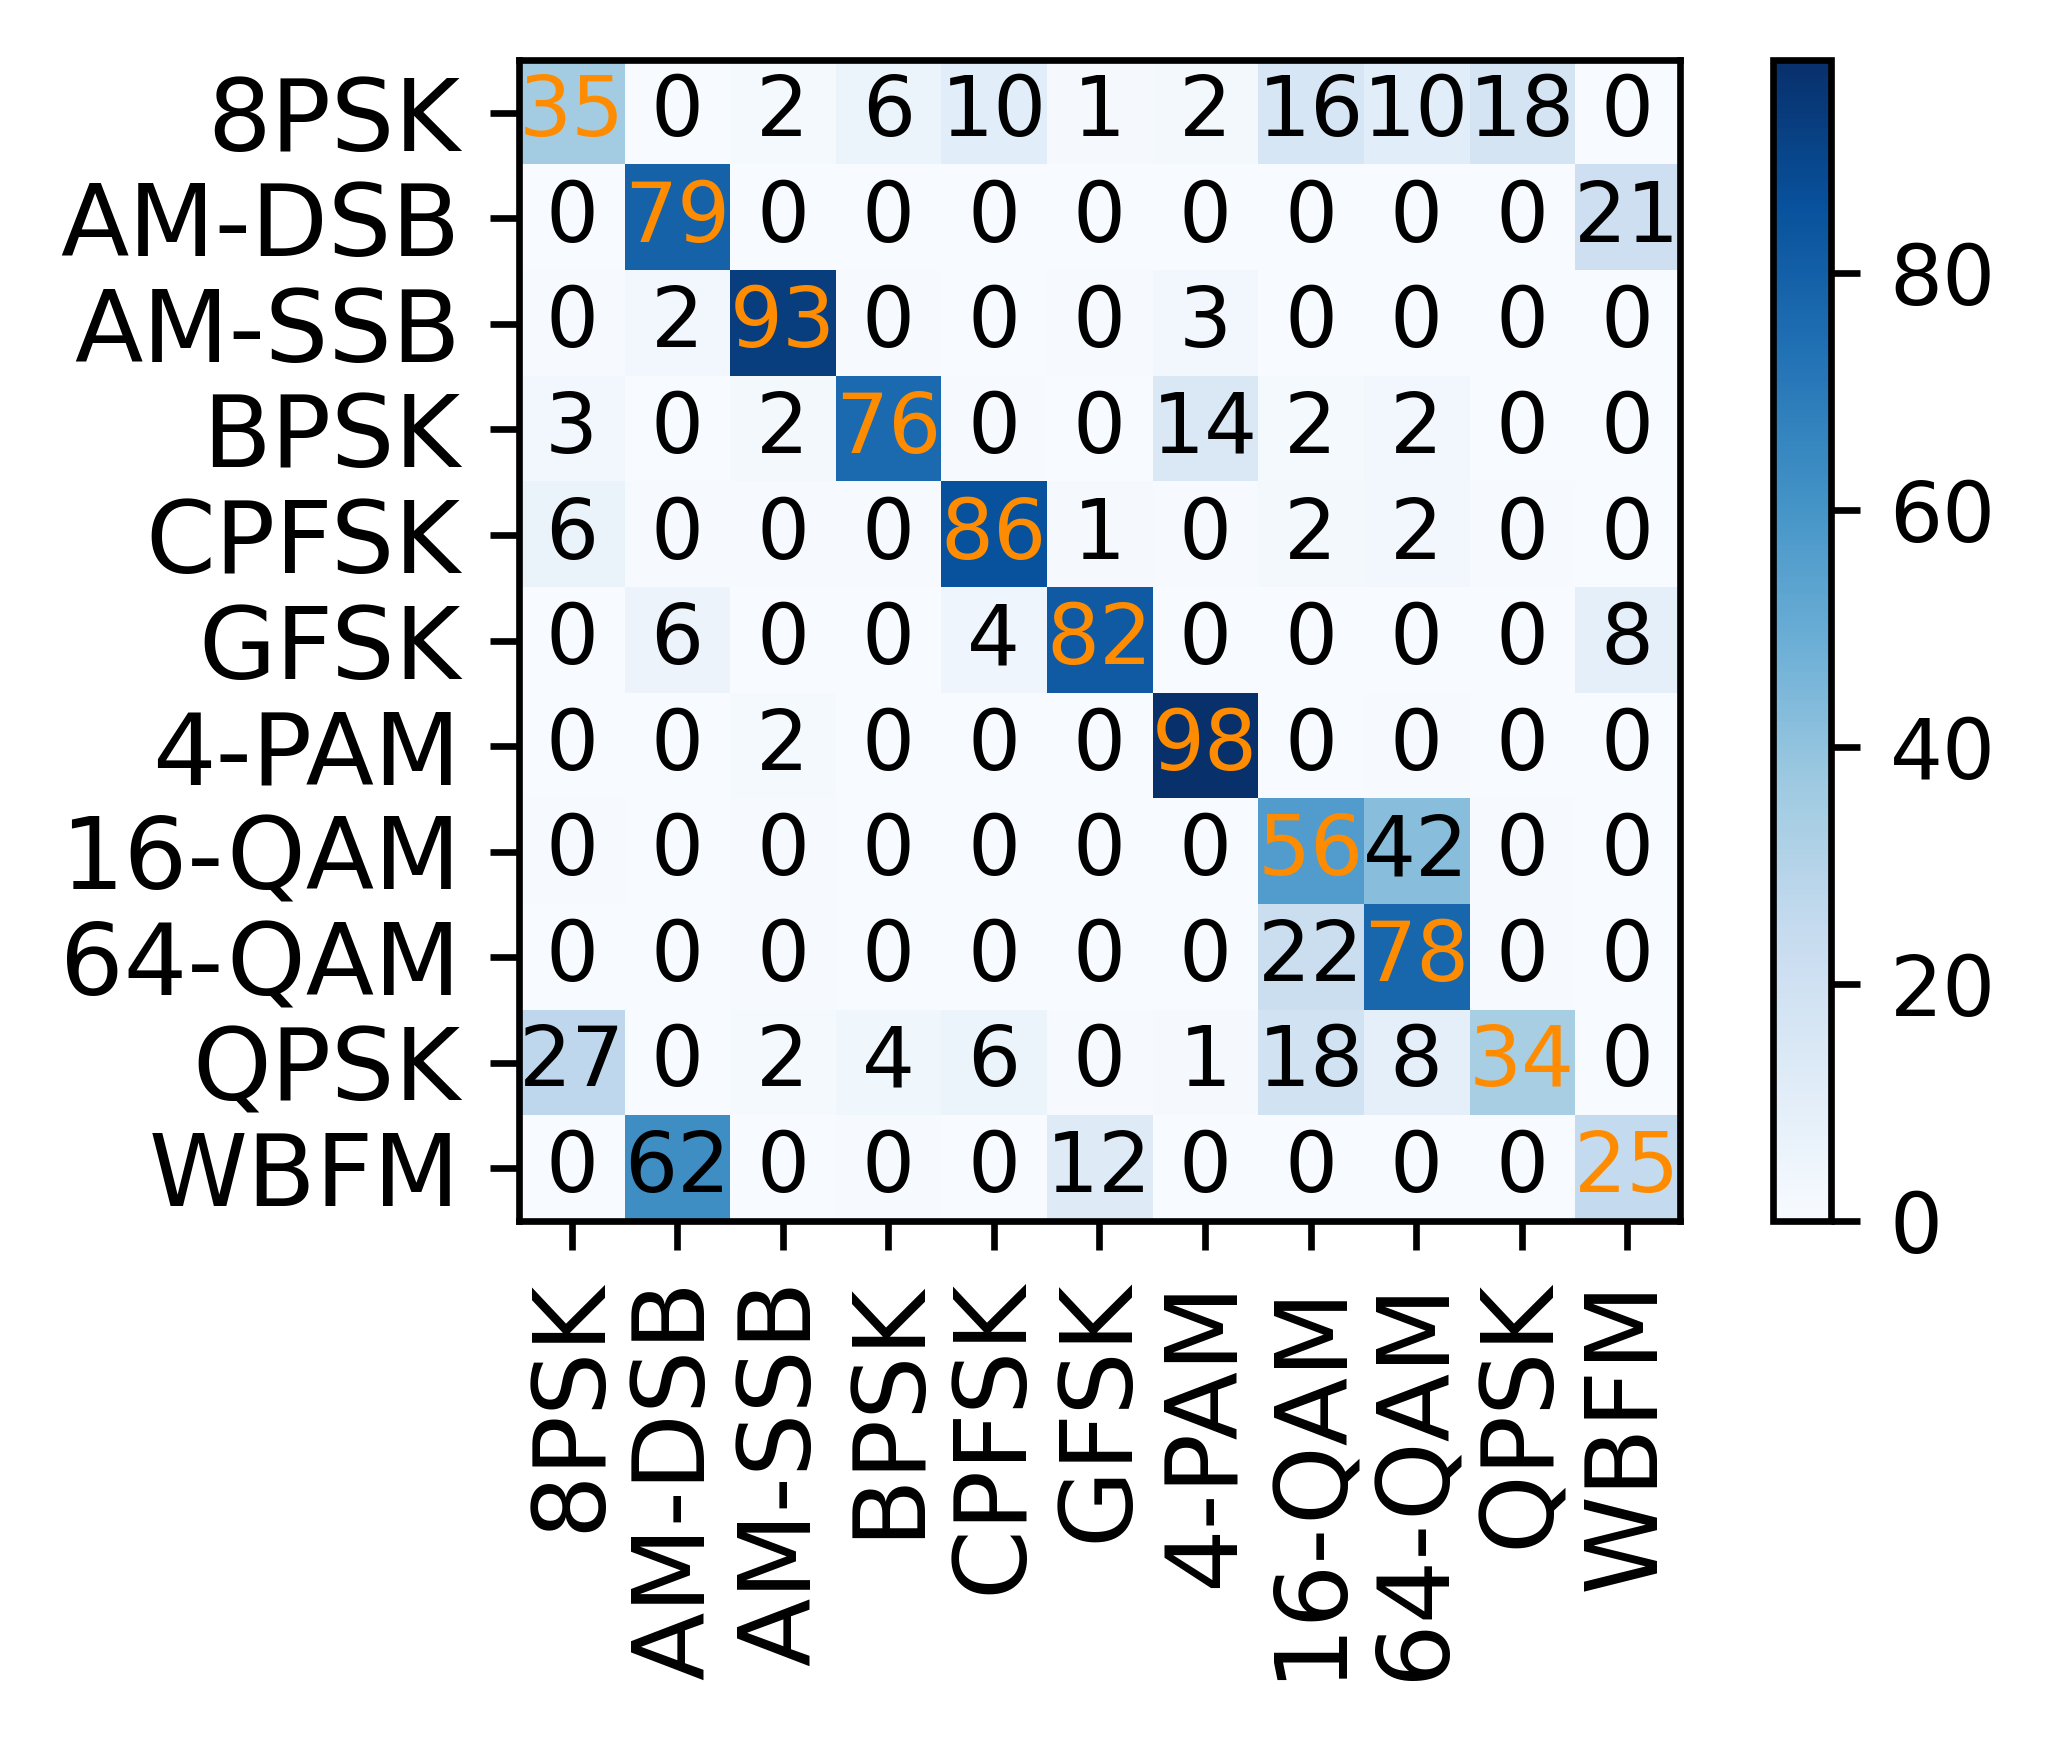 8PSK 35 0 2 6 10 1 2 16 10 18 0
AM-DSB 0 79 0 0 0 0 0 0 0 0 21
AM-SSB 0 2 93 0 0 0 3 0 0 0 0
BPSK 3 0 2 76 0 0 14 2 2 0 0
CPFSK 6 0 0 0 86 1 0 2 2 0 0
GFSK 0 6 0 0 4 82 0 0 0 0 8
4-PAM 0 0 2 0 0 0 98 0 0 0 0
16-QAM 0 0 0 0 0 0 0 56 42 0 0
64-QAM 0 0 0 0 0 0 0 22 78 0 0
QPSK 27 0 2 4 6 0 1 18 8 34 0
WBFM 0 62 0 0 0 12 0 0 0 0 25
8PSK
AM-DSB
AM-SSB
BPSK
CPFSK
GFSK
4-PAM
16-QAM
64-QAM
QPSK
WBFM
80
60
40
20
0